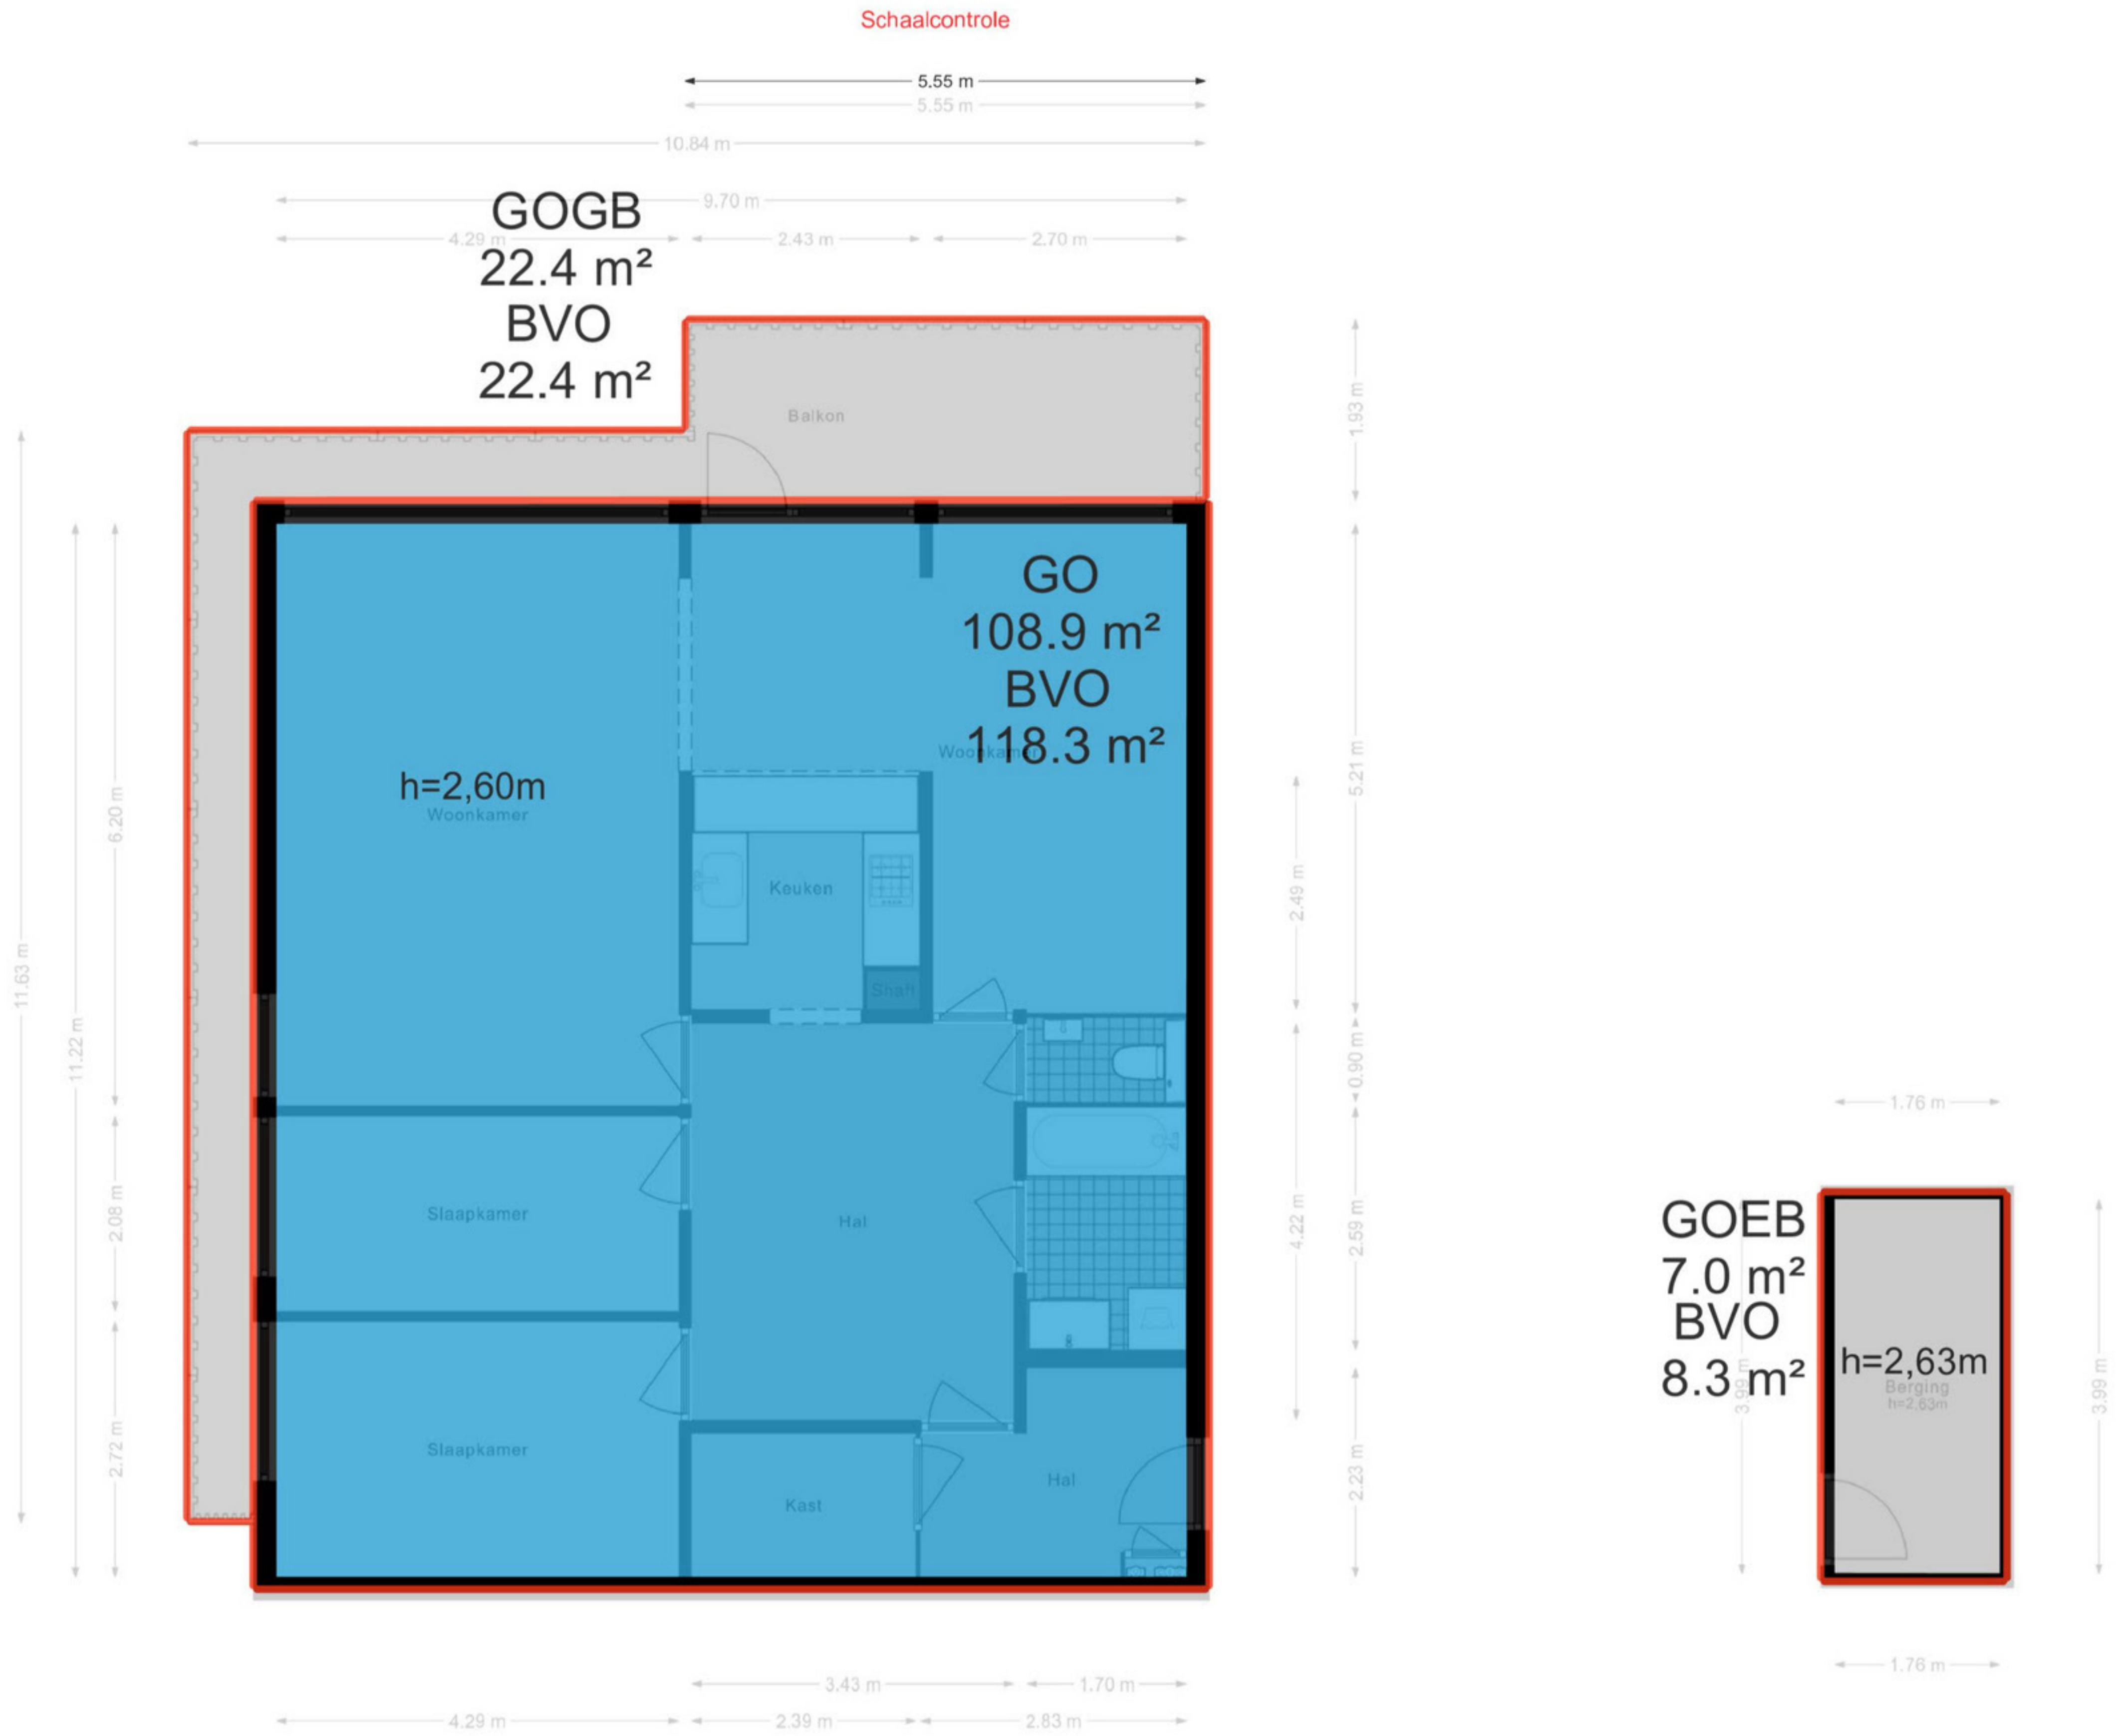 Schaalcontrole
5.55 m
5.55 m
10.84 m
9.70 m
4.29 m
2.43 m
2.70 m
GOGB
22.4 m²
BVO
22.4 m²
Balkon
1.93 m
GO
108.9 m²
BVO
118.3 m²
Woonkamer
h=2,60m
Woonkamer
5.21 m
6.20 m
Keuken
2.49 m
Shaft
11.63 m
11.22 m
0.90 m
1.76 m
2.08 m
Slaapkamer
Hal
4.22 m
2.59 m
GOEB
7.0 m²
BVO
8.3 m²
h=2,63m
Berging
h=2,63m
3.99 m
3.99 m
2.72 m
Slaapkamer
Kast
Hal
2.23 m
1.76 m
3.43 m
1.70 m
4.29 m
2.39 m
2.83 m